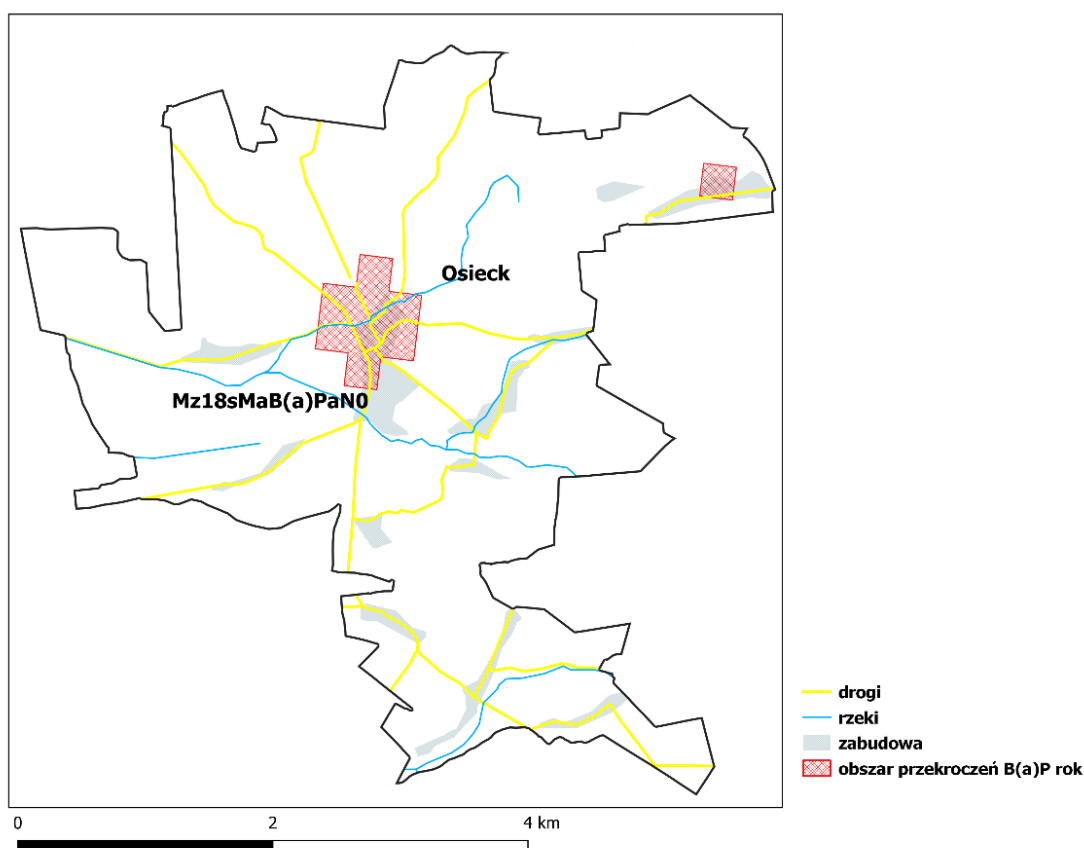 Osieck
Mz18sMaB(a)PaN0
drogi
rzeki
zabudowa
obszar przekroczeń B(a)P rok
0 2 4 km